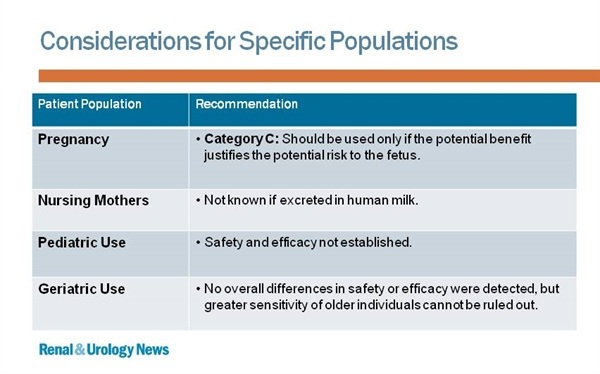 Considerations for Specific Populations
Patient Population
Recommendation
Pregnancy
• Category C: Should be used only if the potential benefit
justifies the potential risk to the fetus.
Nursing Mothers
• Not known if excreted in human milk.
Pediatric Use
• Safety and efficacy not established.
Geriatric Use
• No overall differences in safety or efficacy were detected, but
greater sensitivity of older individuals cannot be ruled out.
Renal&Urology News